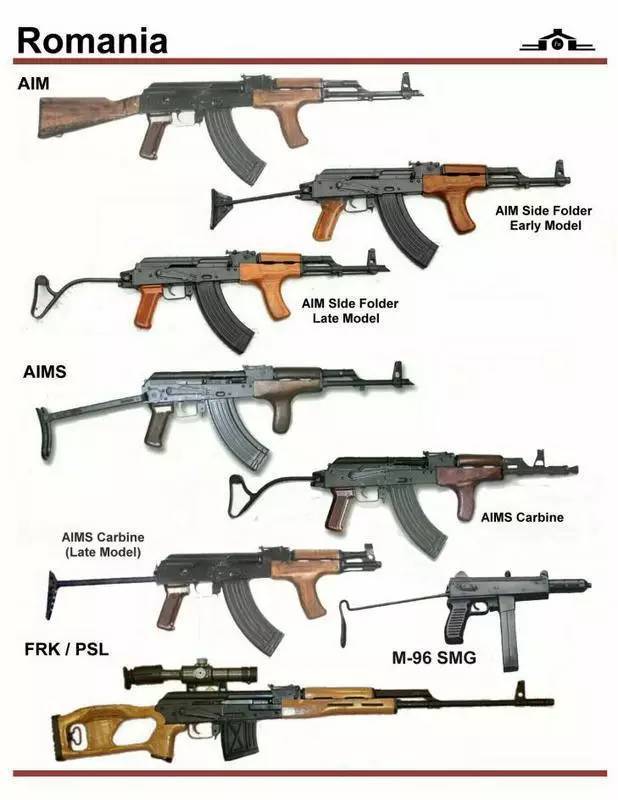 Romania
AIM
AIM Side Folder
Early Model
AIM SIde Folder
Late Model
AIMS
AIMS Carbine
AIMS Carbine
(Late Model)
FRK / PSL
M-96 SMG